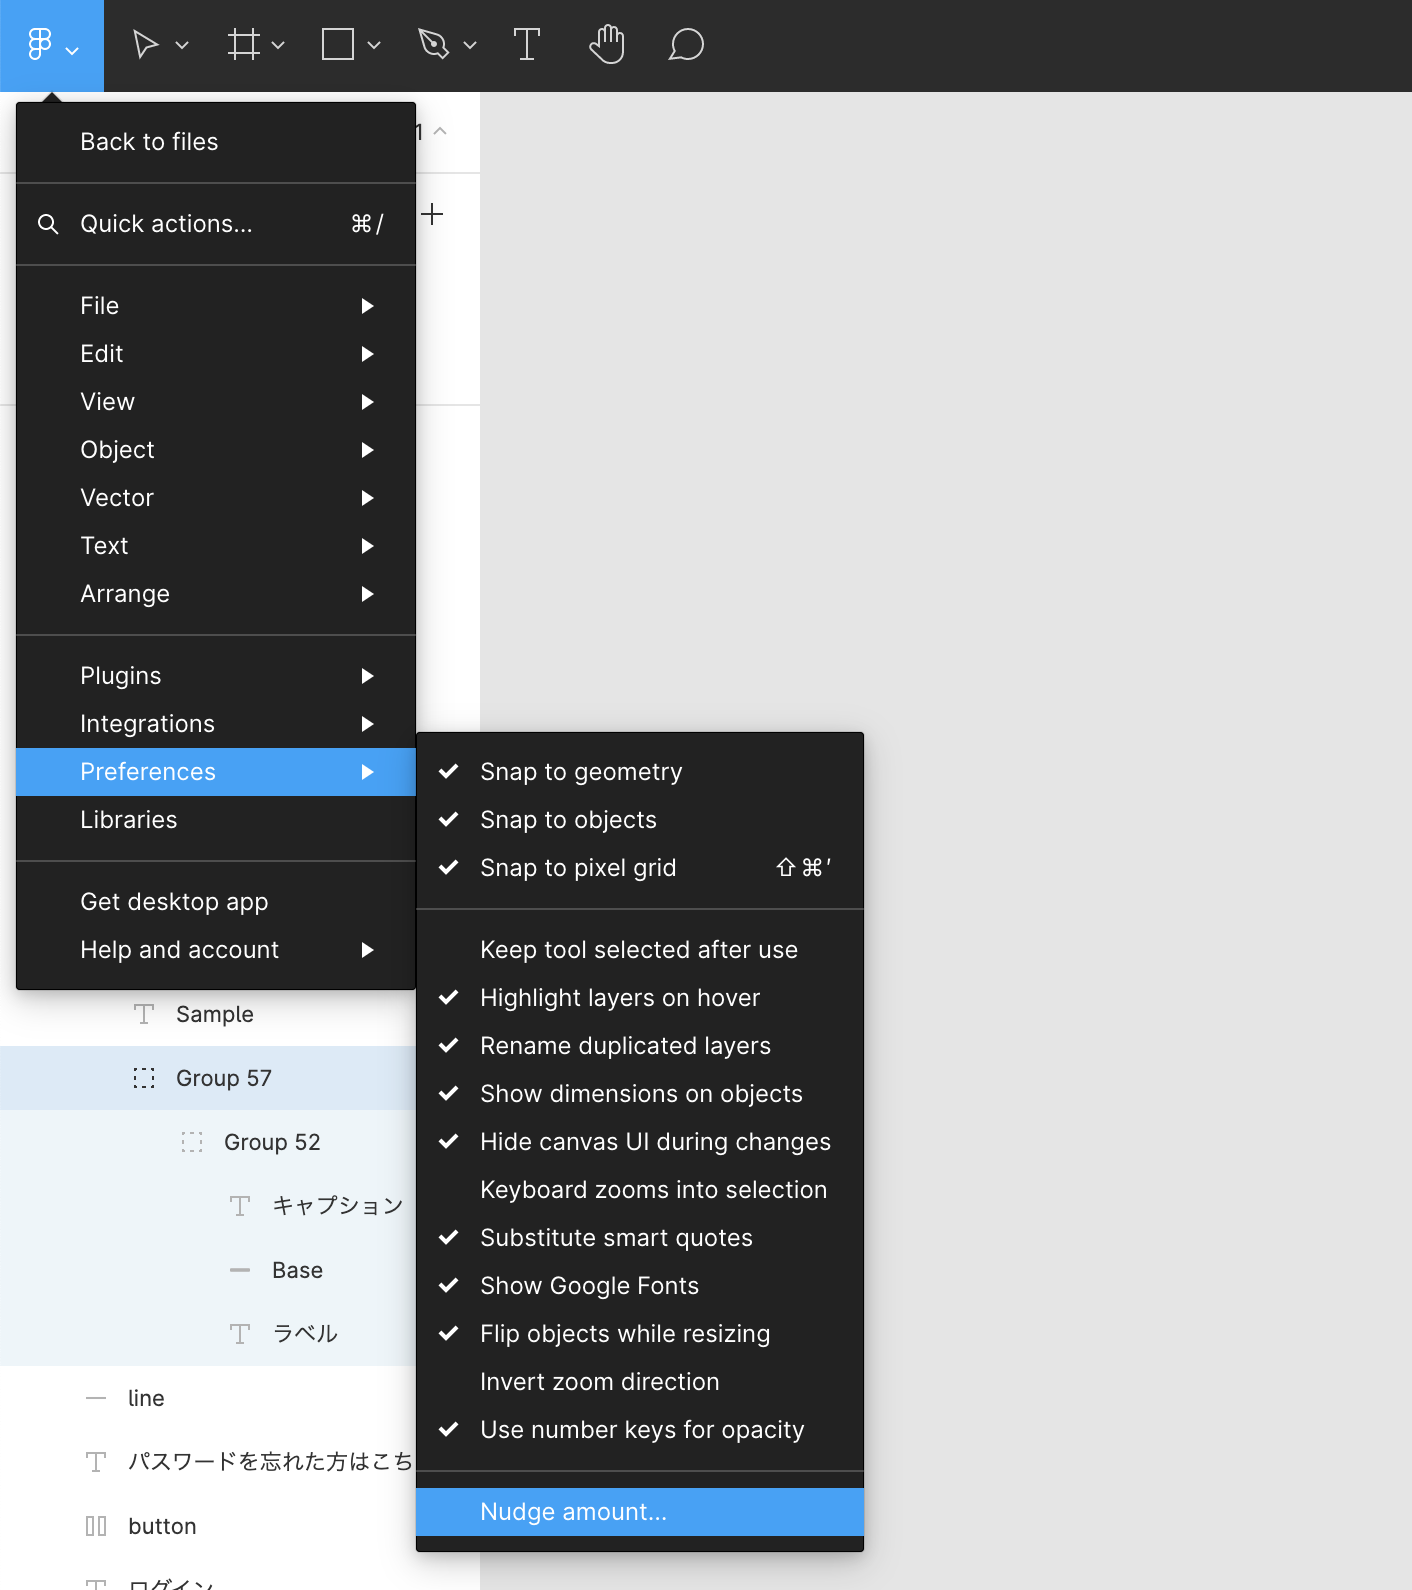 1
Back to files
Quick actions... ⌘/
File
Edit
View
Object
Vector
Text
Arrange
Plugins
Integrations
Preferences
Libraries
Get desktop app
Help and account
Snap to geometry
Snap to objects
Snap to pixel grid ⇧⌘'
Keep tool selected after use
Highlight layers on hover
Rename duplicated layers
Show dimensions on objects
Hide canvas UI during changes
Keyboard zooms into selection
Substitute smart quotes
Show Google Fonts
Flip objects while resizing
Invert zoom direction
Use number keys for opacity
Nudge amount...
Sample
Group 57
Group 52
キャプション
Base
ラベル
line
パスワードを忘れた方はこち
button
ログイン